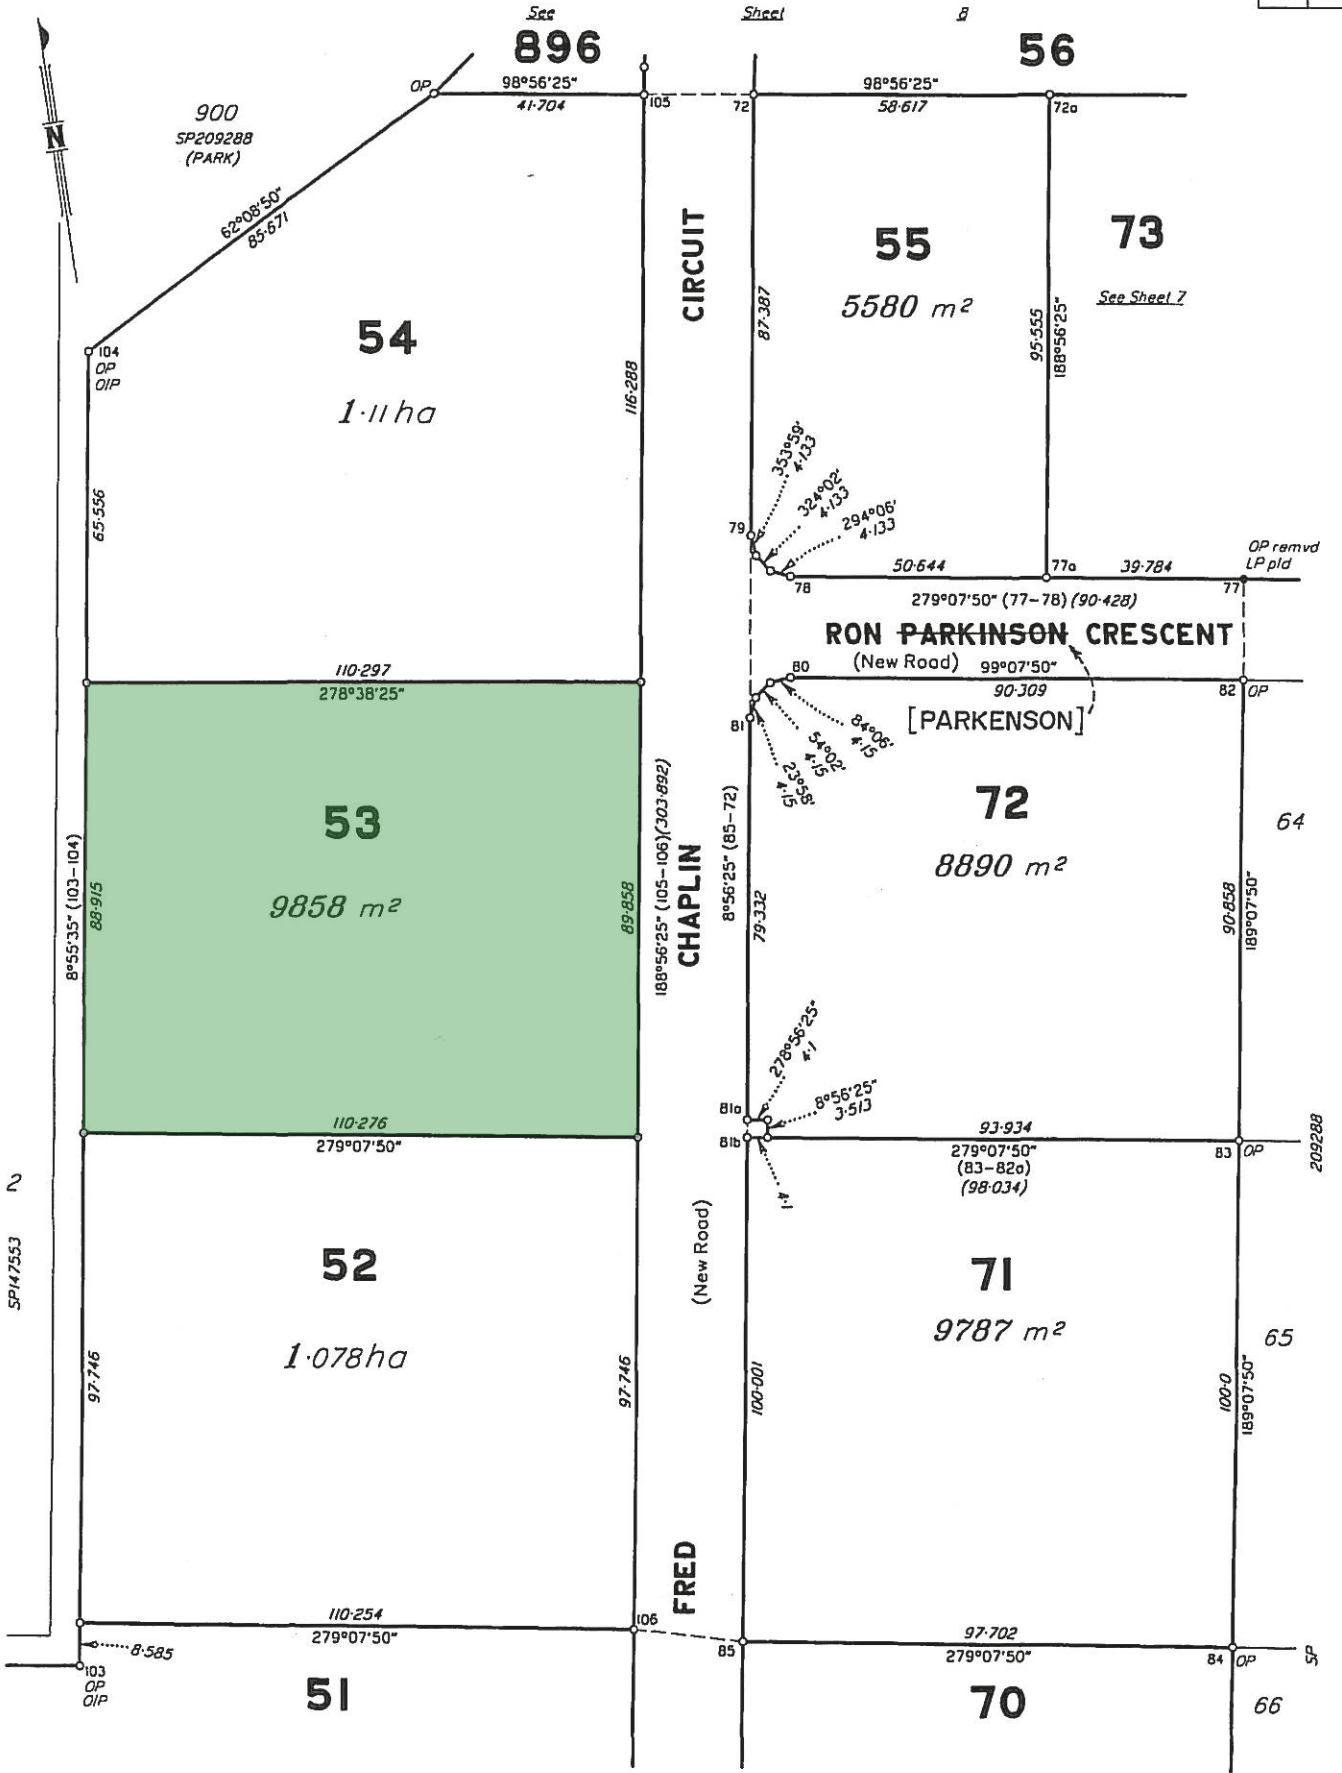 See Sheet 8
896
56
OP
98°56'25"
41·704
105
72
98°56'25"
58·617
72a
N
900
SP209288
(PARK)
62°08'50"
85·671
CIRCUIT
55
5580 m²
73
See Sheet 7
87·387
95·555
188°56'25"
54
1·11 ha
104
OP
OIP
116·288
65·556
353°59'
4·133
324°02'
4·133
294°06'
4·133
79
78
50·644
77a
39·784
OP remvd
LP pld
77
279°07'50" (77-78) (90·428)
RON PARKINSON CRESCENT
(New Road)
99°07'50"
80
90·309
82
OP
[PARKENSON]
110·297
278°38'25"
81
84°06'
4·15
54°02'
4·15
23°58'
4·15
53
9858 m²
8°55'35" (103-104)
88·915
89·858
188°56'25" (105-106)(303·892)
CHAPLIN
8°56'25" (85-72)
79·332
72
8890 m²
64
90·858
189°07'50"
278°56'25"
4·1
8°56'25"
3·513
81a
81b
4·1
110·276
279°07'50"
93·934
279°07'50"
(83-82a)
(98·034)
83
OP
209288
2
SP147553
52
1·078 ha
97·746
97·746
(New Road)
71
9787 m²
65
100·001
100·0
189°07'50"
FRED
110·254
279°07'50"
106
85
97·702
279°07'50"
84
OP
SP
8·585
103
OP
OIP
51
70
66